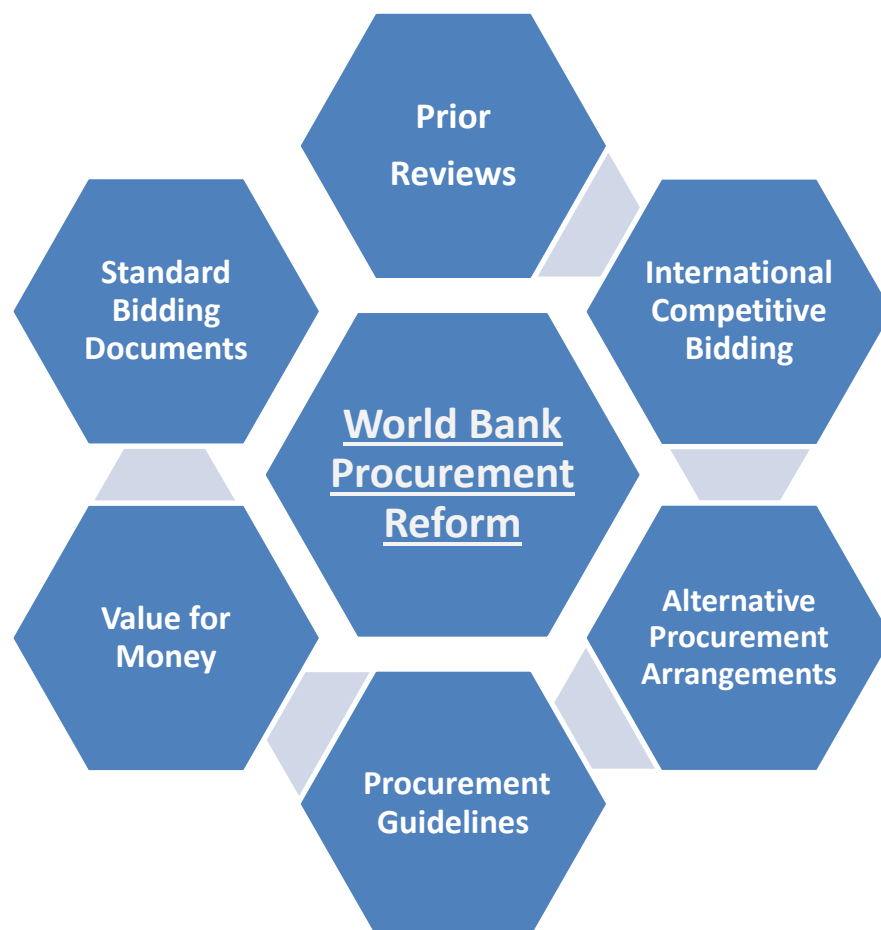 Prior
Reviews
Standard
Bidding
Documents
International
Competitive
Bidding
World Bank
Procurement
Reform
Value for
Money
Alternative
Procurement
Arrangements
Procurement
Guidelines